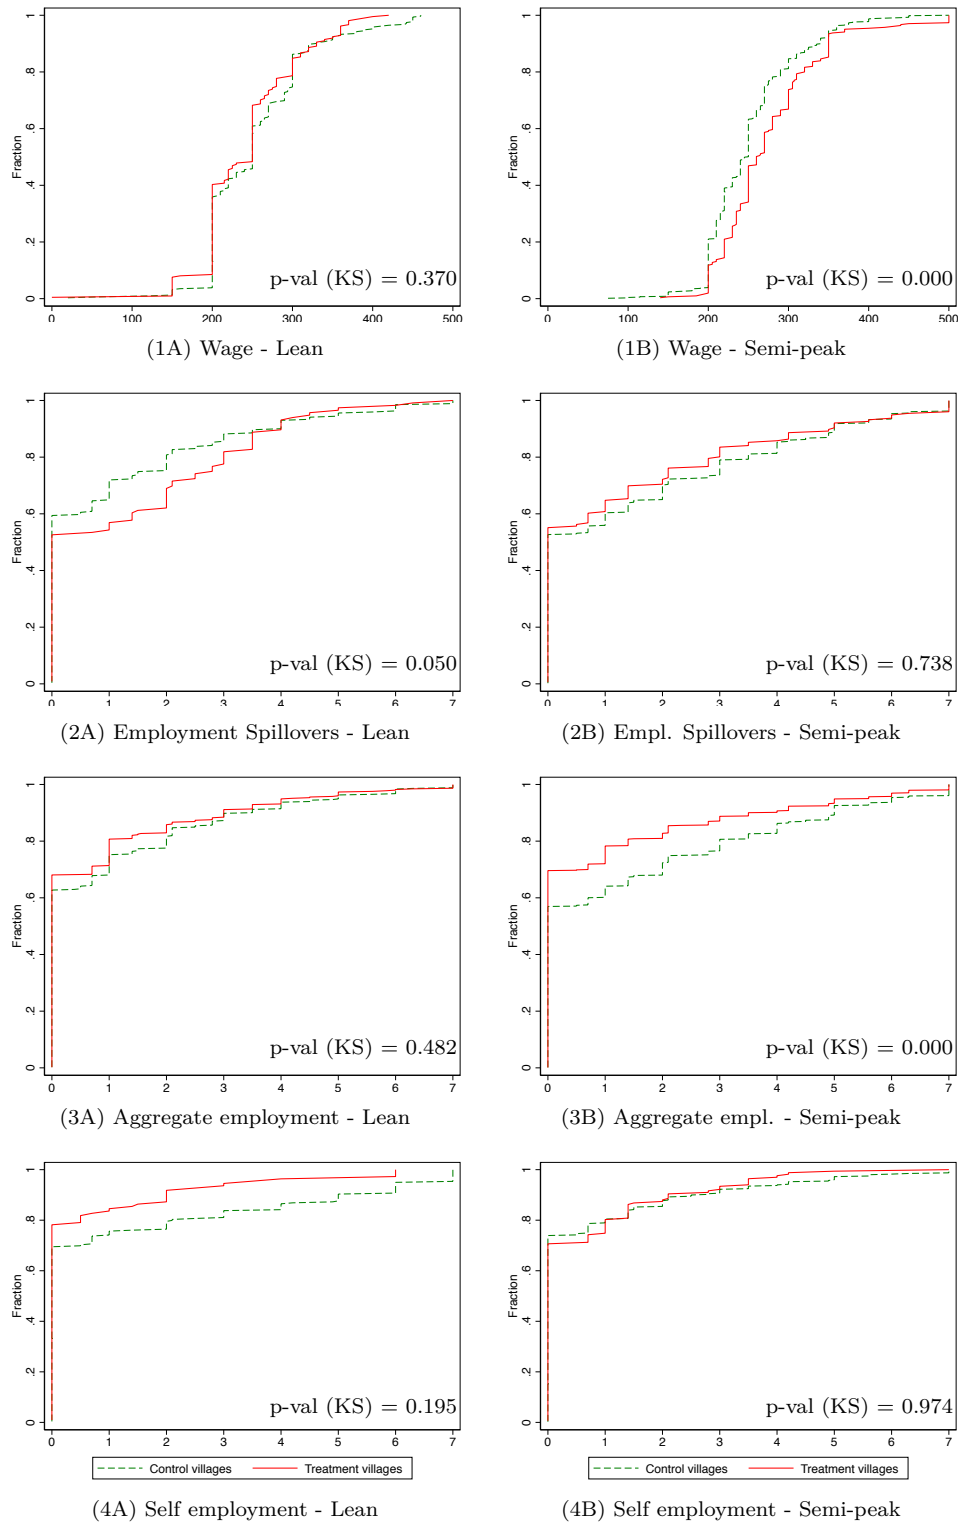 Fraction
0 .2 .4 .6 .8 1
p-val (KS) = 0.370
0 100 200 300 400 500
(1A) Wage - Lean
Fraction
0 .2 .4 .6 .8 1
p-val (KS) = 0.000
0 100 200 300 400 500
(1B) Wage - Semi-peak
Fraction
0 .2 .4 .6 .8 1
p-val (KS) = 0.050
0 1 2 3 4 5 6 7
(2A) Employment Spillovers - Lean
Fraction
0 .2 .4 .6 .8 1
p-val (KS) = 0.738
0 1 2 3 4 5 6 7
(2B) Empl. Spillovers - Semi-peak
Fraction
0 .2 .4 .6 .8 1
p-val (KS) = 0.482
0 1 2 3 4 5 6 7
(3A) Aggregate employment - Lean
Fraction
0 .2 .4 .6 .8 1
p-val (KS) = 0.000
0 1 2 3 4 5 6 7
(3B) Aggregate empl. - Semi-peak
Fraction
0 .2 .4 .6 .8 1
p-val (KS) = 0.195
0 1 2 3 4 5 6 7
Control villages Treatment villages
(4A) Self employment - Lean
Fraction
0 .2 .4 .6 .8 1
p-val (KS) = 0.974
0 1 2 3 4 5 6 7
Control villages Treatment villages
(4B) Self employment - Semi-peak